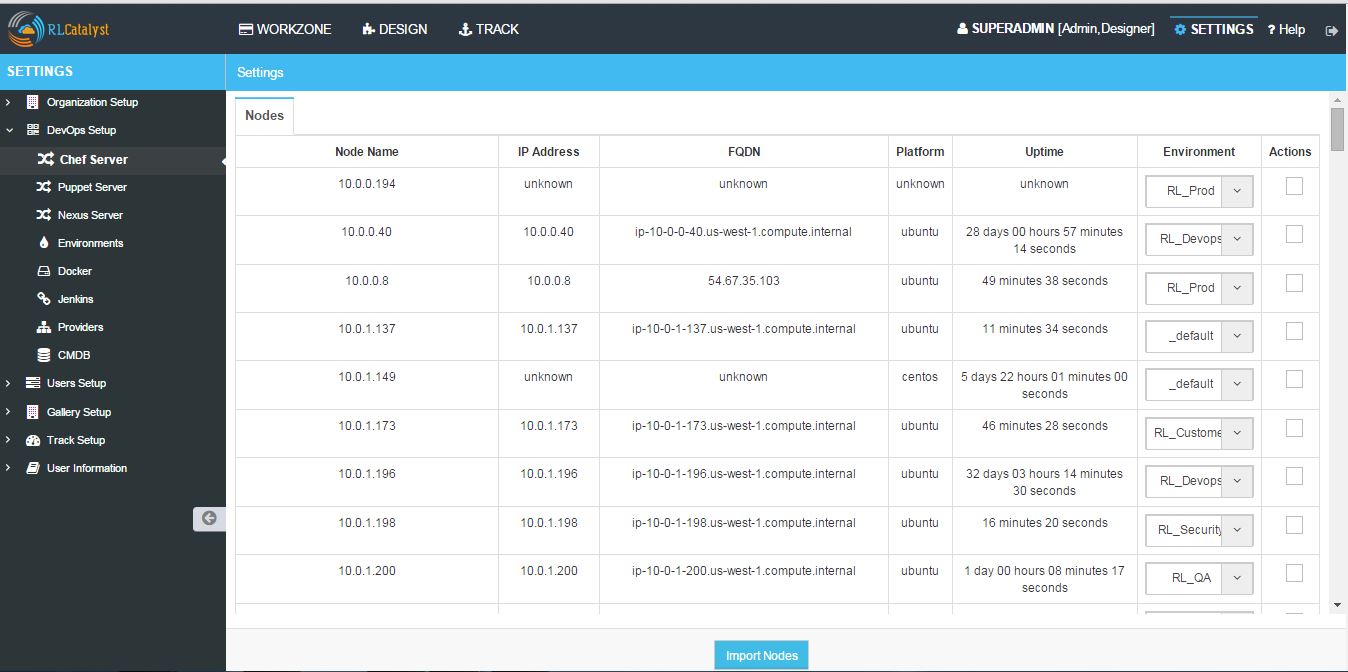 RLCatalyst
WORKZONE
DESIGN
TRACK
SUPERADMIN [Admin,Designer]
SETTINGS
? Help
SETTINGS
Settings
Organization Setup
DevOps Setup
Chef Server
Puppet Server
Nexus Server
Environments
Docker
Jenkins
Providers
CMDB
Users Setup
Gallery Setup
Track Setup
User Information
Nodes
Node Name IP Address FQDN Platform Uptime Environment Actions
10.0.0.194 unknown unknown unknown unknown RL_Prod
10.0.0.40 10.0.0.40 ip-10-0-0-40.us-west-1.compute.internal ubuntu 28 days 00 hours 57 minutes RL_Devops
14 seconds
10.0.0.8 10.0.0.8 54.67.35.103 ubuntu 49 minutes 38 seconds RL_Prod
10.0.1.137 10.0.1.137 ip-10-0-1-137.us-west-1.compute.internal ubuntu 11 minutes 34 seconds _default
10.0.1.149 unknown unknown centos 5 days 22 hours 01 minutes 00 _default
seconds
10.0.1.173 10.0.1.173 ip-10-0-1-173.us-west-1.compute.internal ubuntu 46 minutes 28 seconds RL_Custome
10.0.1.196 10.0.1.196 ip-10-0-1-196.us-west-1.compute.internal ubuntu 32 days 03 hours 14 minutes RL_Devops
30 seconds
10.0.1.198 10.0.1.198 ip-10-0-1-198.us-west-1.compute.internal ubuntu 16 minutes 20 seconds RL_Security
10.0.1.200 10.0.1.200 ip-10-0-1-200.us-west-1.compute.internal ubuntu 1 day 00 hours 08 minutes 17 RL_QA
seconds
Import Nodes